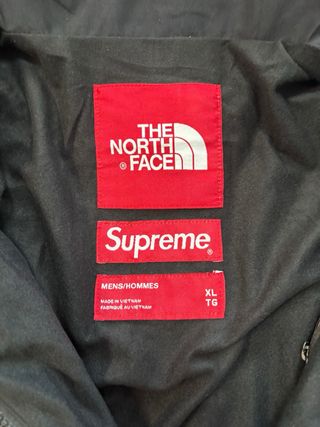 THE
NORTH
FACE
®
Supreme®
MENS/HOMMES
XL
TG
MADE IN VIETNAM
FABRIQUÉ AU VIETNAM